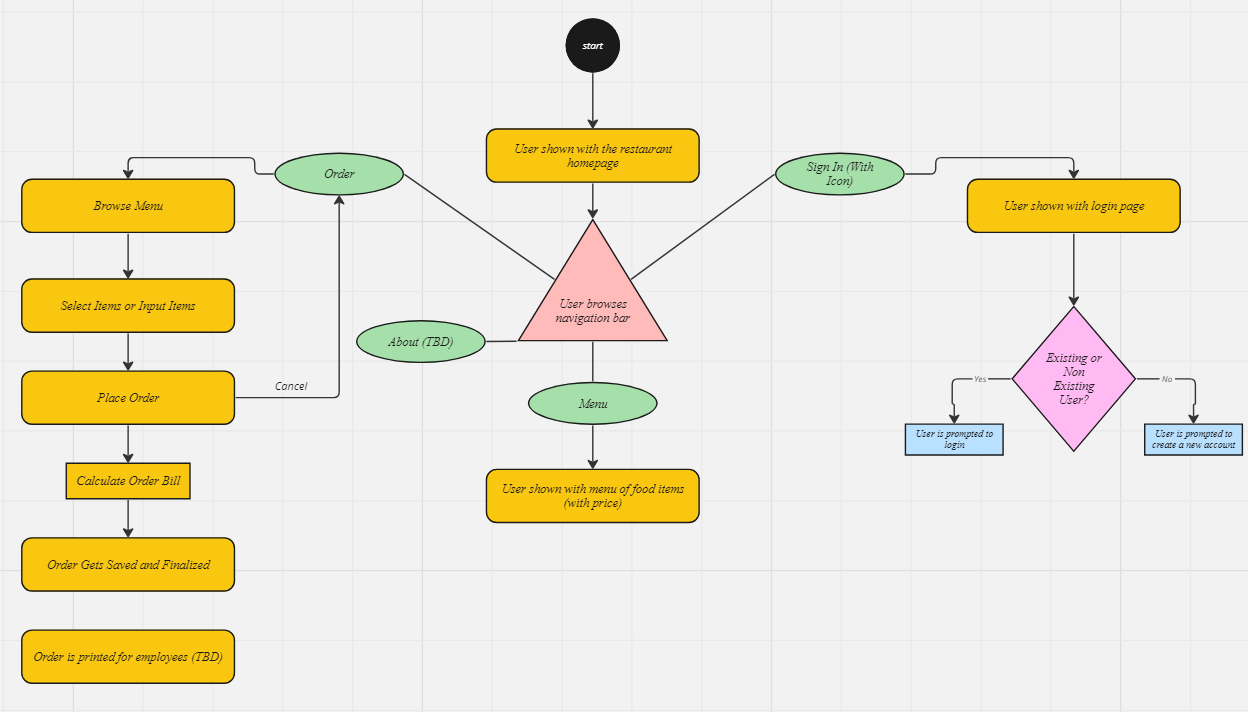 start
User shown with the restaurant
homepage
Order
Sign In (With
Icon)
Browse Menu
User shown with login page
Select Items or Input Items
User browses
navigation bar
About (TBD)
Existing or
Non
Existing
User?
Yes
No
Cancel
Place Order
Menu
User is prompted to
login
User is prompted to
create a new account
Calculate Order Bill
User shown with menu of food items
(with price)
Order Gets Saved and Finalized
Order is printed for employees (TBD)